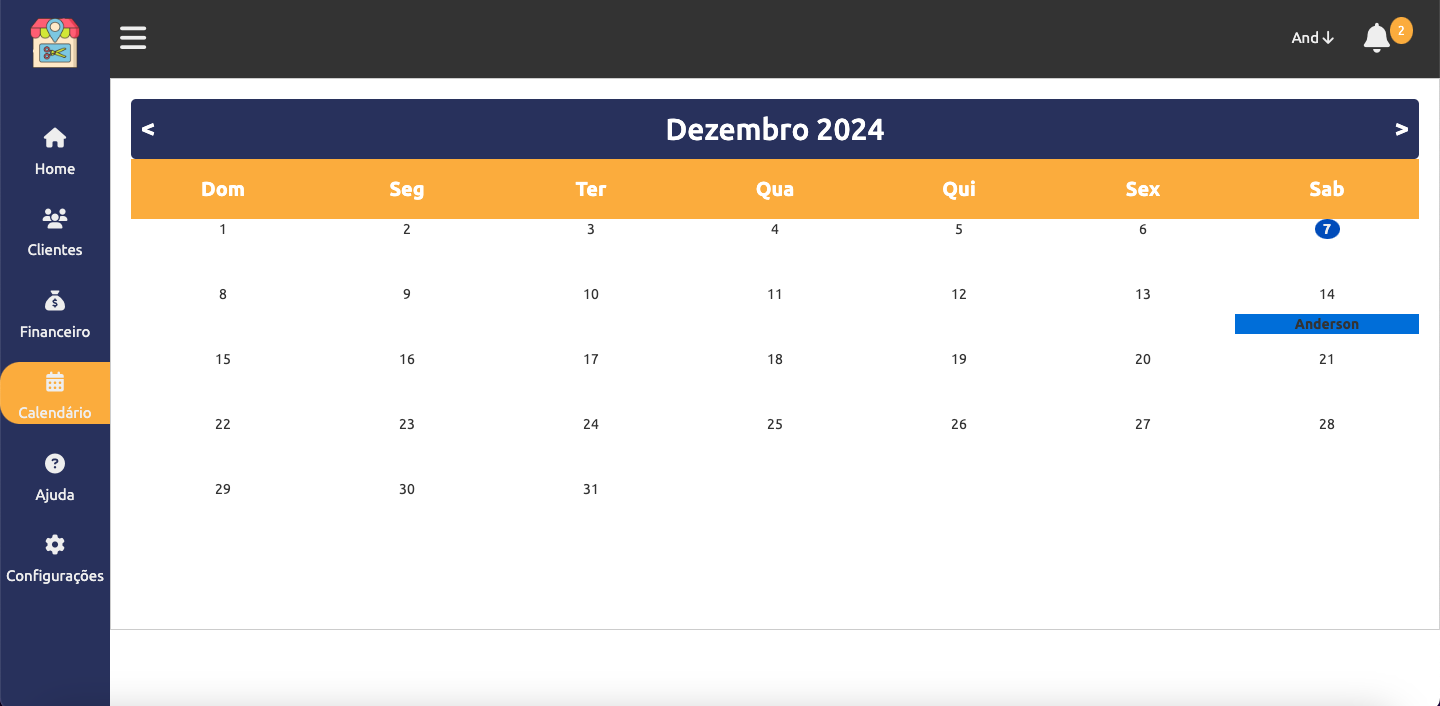 And
2
Home
Clientes
Financeiro
Calendário
Ajuda
Configurações
< Dezembro 2024 >
Dom Seg Ter Qua Qui Sex Sab
1 2 3 4 5 6 7
8 9 10 11 12 13 14
Anderson
15 16 17 18 19 20 21
22 23 24 25 26 27 28
29 30 31